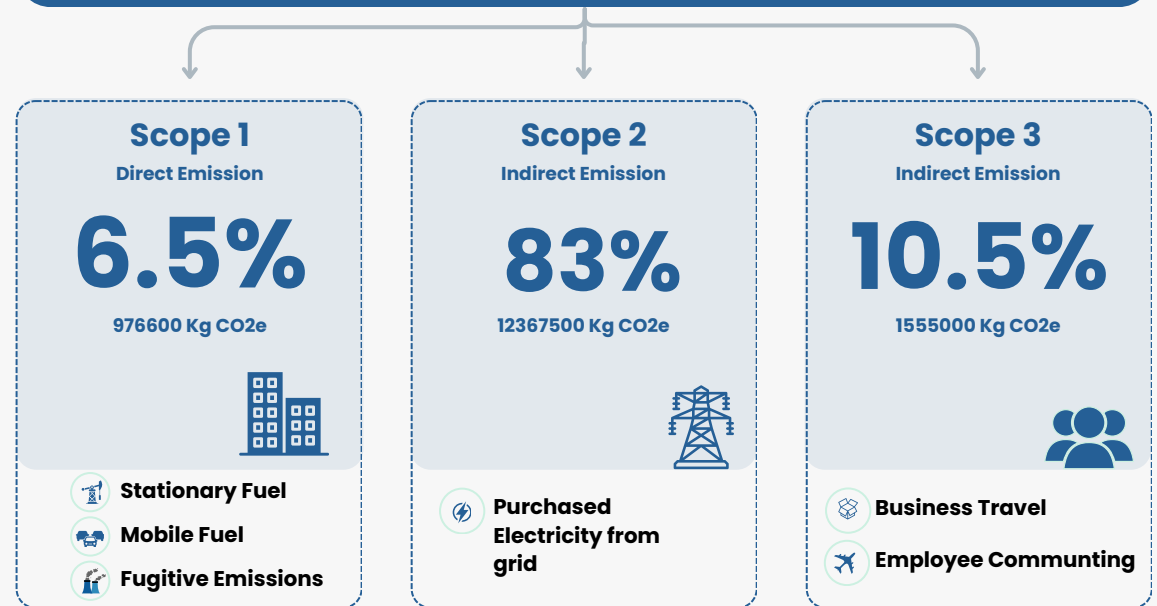 Scope 1
Direct Emission
6.5%
976600 Kg CO2e
Stationary Fuel
Mobile Fuel
Fugitive Emissions
Scope 2
Indirect Emission
83%
12367500 Kg CO2e
Purchased
Electricity from
grid
Scope 3
Indirect Emission
10.5%
1555000 Kg CO2e
Business Travel
Employee Communting